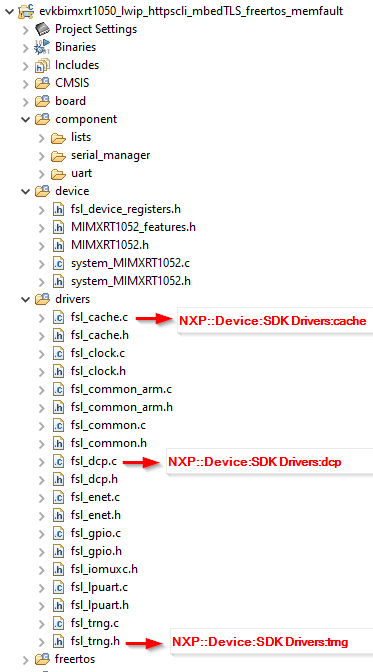 evkbimxrt1050_lwip_httpscli_mbedTLS_freertos_memfault
Project Settings
Binaries
Includes
CMSIS
board
component
lists
serial_manager
uart
device
fsl_device_registers.h
MIMXRT1052_features.h
MIMXRT1052.h
system_MIMXRT1052.c
system_MIMXRT1052.h
drivers
fsl_cache.c NXP::Device:SDK Drivers:cache
fsl_cache.h
fsl_clock.c
fsl_clock.h
fsl_common_arm.c
fsl_common_arm.h
fsl_common.c
fsl_common.h
fsl_dcp.c NXP::Device:SDK Drivers:dcp
fsl_dcp.h
fsl_enet.c
fsl_enet.h
fsl_gpio.c
fsl_gpio.h
fsl_iomuxc.h
fsl_lpuart.c
fsl_lpuart.h
fsl_trng.c
fsl_trng.h NXP::Device:SDK Drivers:trng
freertos